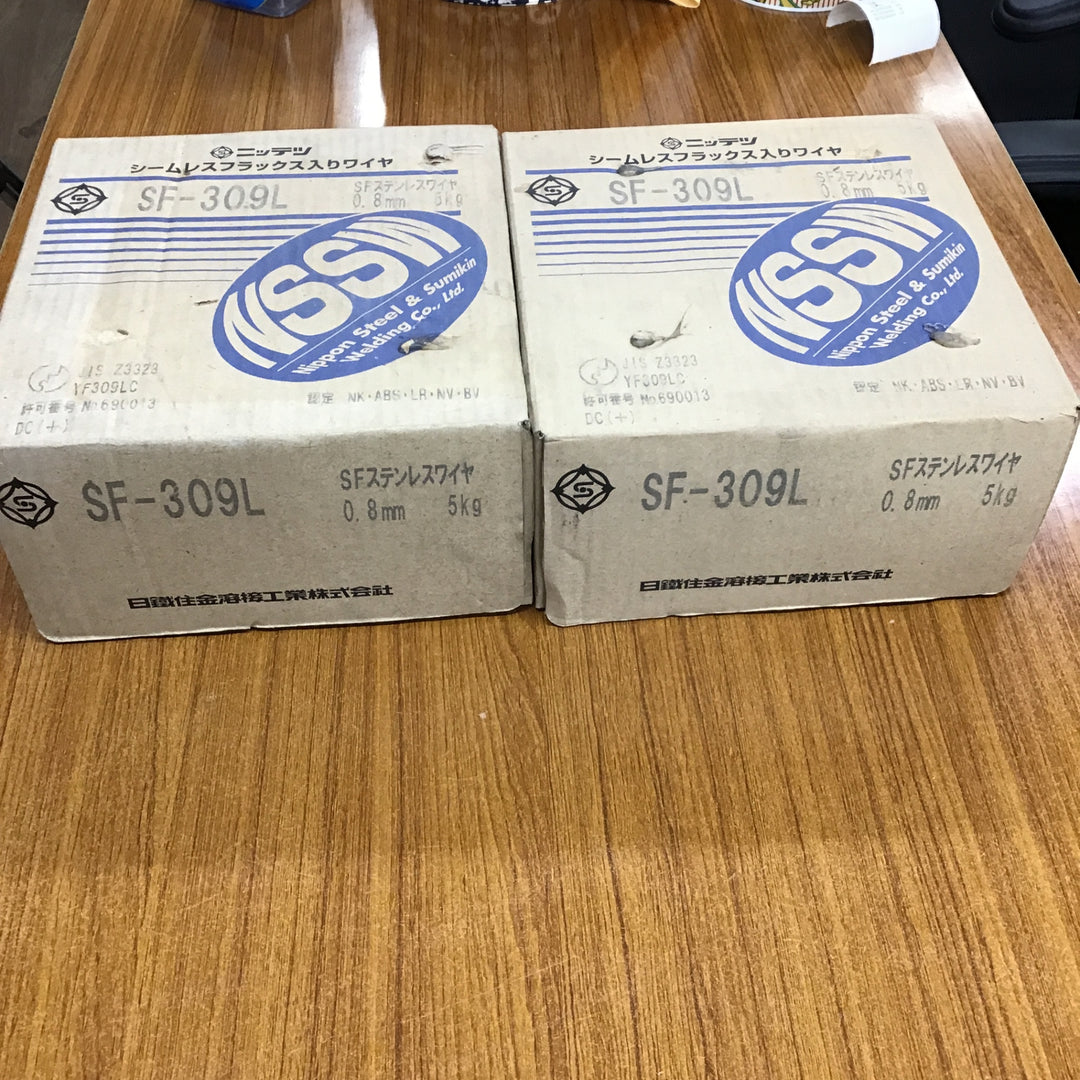 ニッテツ
シームレスフラックス入りワイヤ
SF-309L
SFステンレスワイヤ
0.8mm 5kg
NSSW
Nippon Steel & Sumikin
Welding Co., Ltd.
JIS Z3323
YF309LC
許可番号 No690013
DC(+)
認定 NK・ABS・LR・NV・BV
SF-309L
SFステンレスワイヤ
0.8mm 5kg
日鐵住金溶接工業株式会社
ニッテツ
シームレスフラックス入りワイヤ
SF-309L
SFステンレスワイヤ
0.8mm 5kg
NSSW
Nippon Steel & Sumikin
Welding Co., Ltd.
JIS Z3323
YF309LC
許可番号 No690013
DC(+)
認定 NK・ABS・LR・NV・BV
SF-309L
SFステンレスワイヤ
0.8mm 5kg
日鐵住金溶接工業株式会社